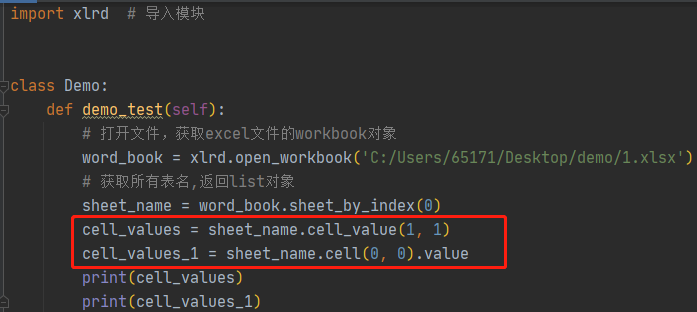 import xlrd  # 导入模块
class Demo:
def demo_test(self):
# 打开文件，获取excel文件的workbook对象
word_book = xlrd.open_workbook('C:/Users/65171/Desktop/demo/1.xlsx')
# 获取所有表名,返回list对象
sheet_name = word_book.sheet_by_index(0)
cell_values = sheet_name.cell_value(1, 1)
cell_values_1 = sheet_name.cell(0, 0).value
print(cell_values)
print(cell_values_1)